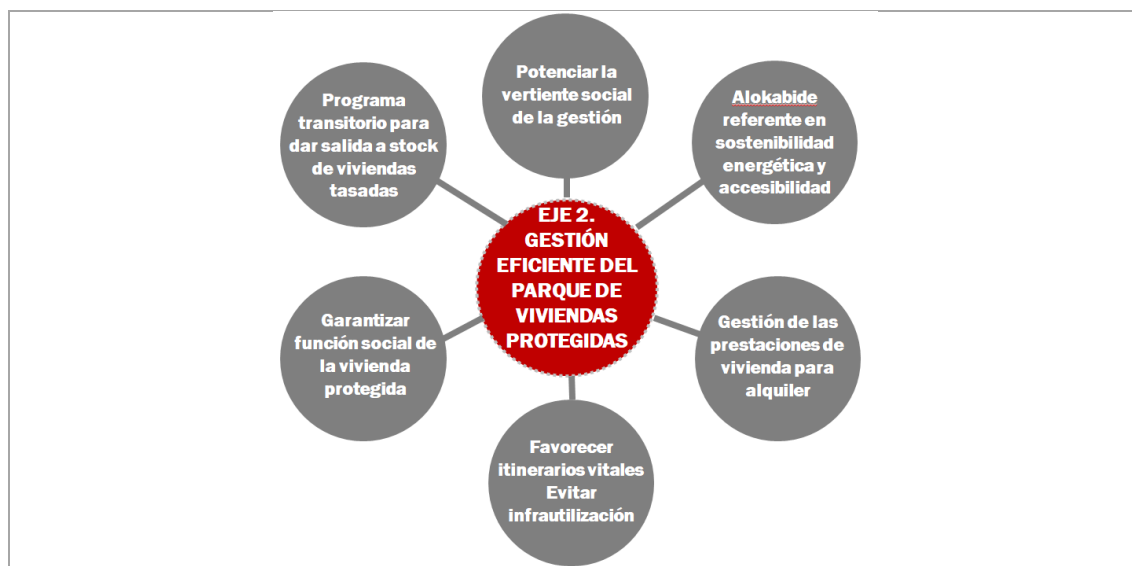 Potenciar la
vertiente social
de la gestión
Alokabide
referente en
sostenibilidad
energética y
accesibilidad
Gestión de las
prestaciones de
vivienda para
alquiler
Favorecer
itinerarios vitales
Evitar
infrautilización
Garantizar
función social de
la vivienda
protegida
Programa
transitorio para
dar salida a stock
de viviendas
tasadas
EJE 2.
GESTIÓN
EFICIENTE DEL
PARQUE DE
VIVIENDAS
PROTEGIDAS